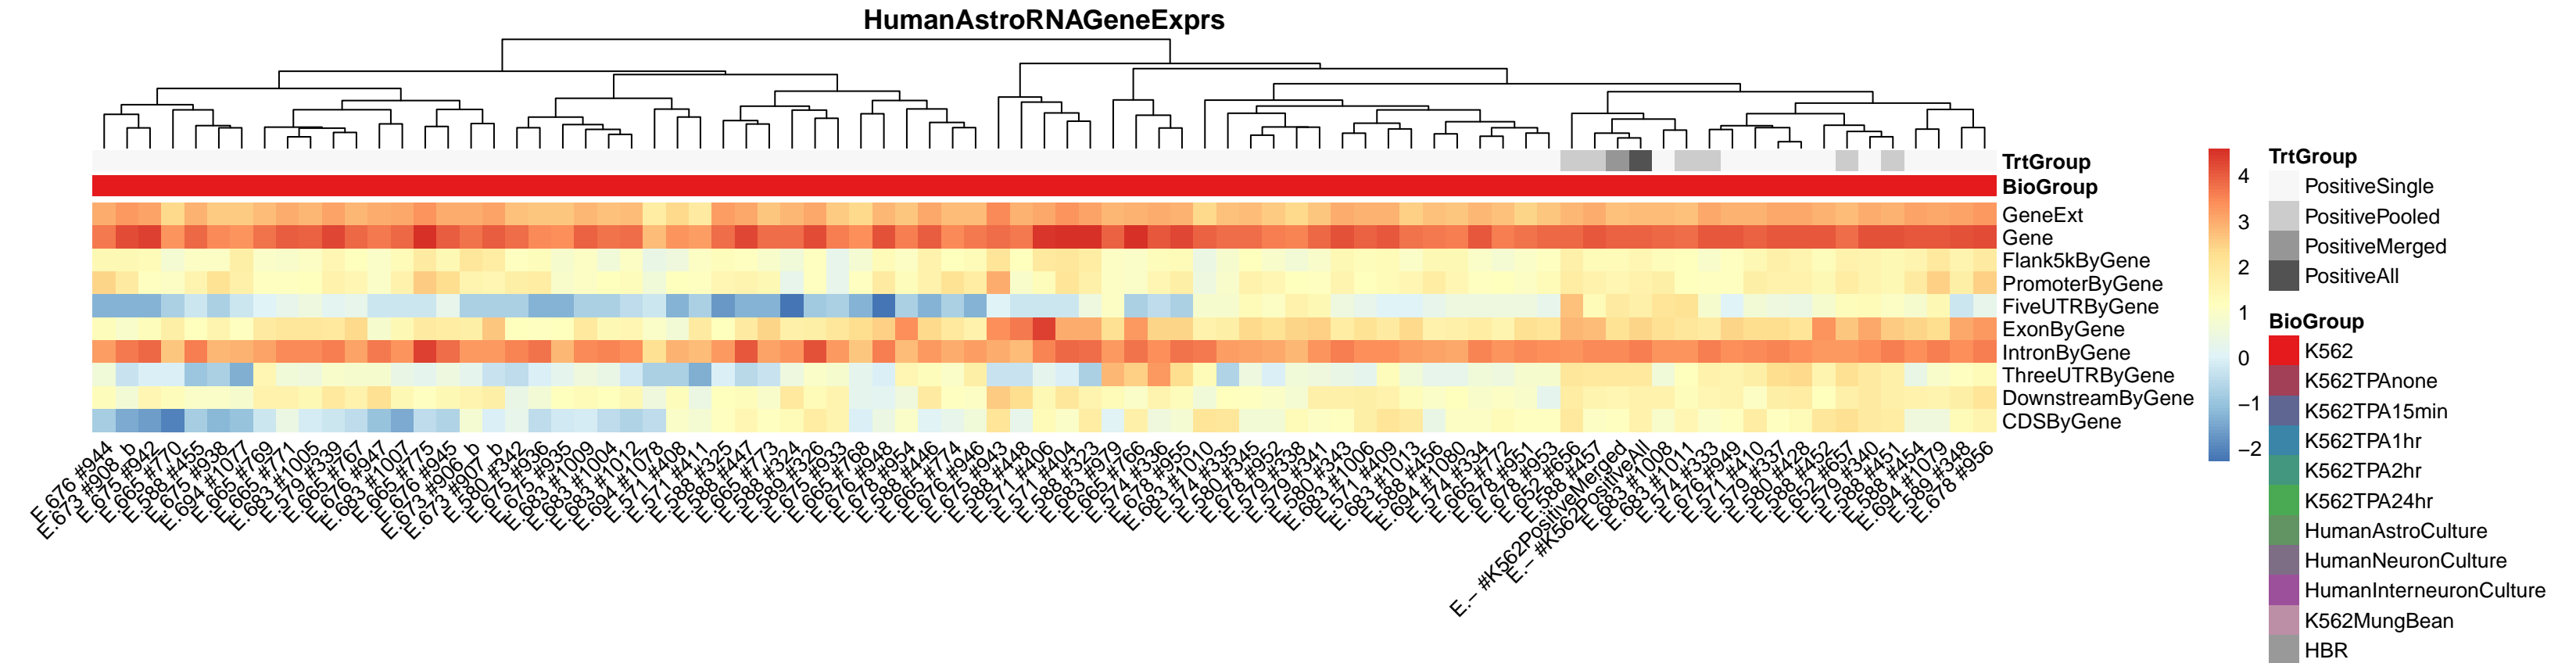 HumanAstroRNAGeneExprs
TrtGroup
BioGroup
GeneExt
Gene
Flank5kByGene
PromoterByGene
FiveUTRByGene
ExonByGene
IntronByGene
ThreeUTRByGene
DownstreamByGene
CDSByGene
E.676 #944
E.673 #908_b
E.675 #942
E.665 #770
E.588 #455
E.675 #938
E.694 #1077
E.665 #769
E.665 #771
E.683 #1005
E.579 #339
E.665 #767
E.676 #947
E.683 #1007
E.665 #775
E.676 #945
E.673 #906_b
E.673 #907_b
E.580 #342
E.675 #936
E.675 #935
E.683 #1009
E.683 #1004
E.683 #1012
E.694 #1078
E.571 #408
E.571 #411
E.588 #325
E.588 #447
E.665 #773
E.588 #324
E.589 #326
E.675 #933
E.665 #768
E.676 #948
E.678 #954
E.588 #446
E.665 #774
E.676 #946
E.675 #943
E.588 #448
E.571 #406
E.571 #404
E.588 #323
E.683 #979
E.665 #766
E.574 #336
E.678 #955
E.683 #1010
E.574 #335
E.580 #345
E.678 #952
E.579 #338
E.579 #341
E.580 #343
E.683 #1006
E.571 #409
E.683 #1013
E.588 #456
E.694 #1080
E.574 #334
E.665 #772
E.678 #951
E.678 #953
E.652 #656
E.588 #457
E.− #K562PositiveMerged
E.− #K562PositiveAll
E.683 #1008
E.683 #1011
E.574 #333
E.676 #949
E.571 #410
E.579 #337
E.580 #428
E.588 #452
E.652 #657
E.579 #340
E.588 #451
E.588 #454
E.694 #1079
E.589 #348
E.678 #956
4
3
2
1
0
−1
−2
TrtGroup
PositiveSingle
PositivePooled
PositiveMerged
PositiveAll
BioGroup
K562
K562TPAnone
K562TPA15min
K562TPA1hr
K562TPA2hr
K562TPA24hr
HumanAstroCulture
HumanNeuronCulture
HumanInterneuronCulture
K562MungBean
HBR